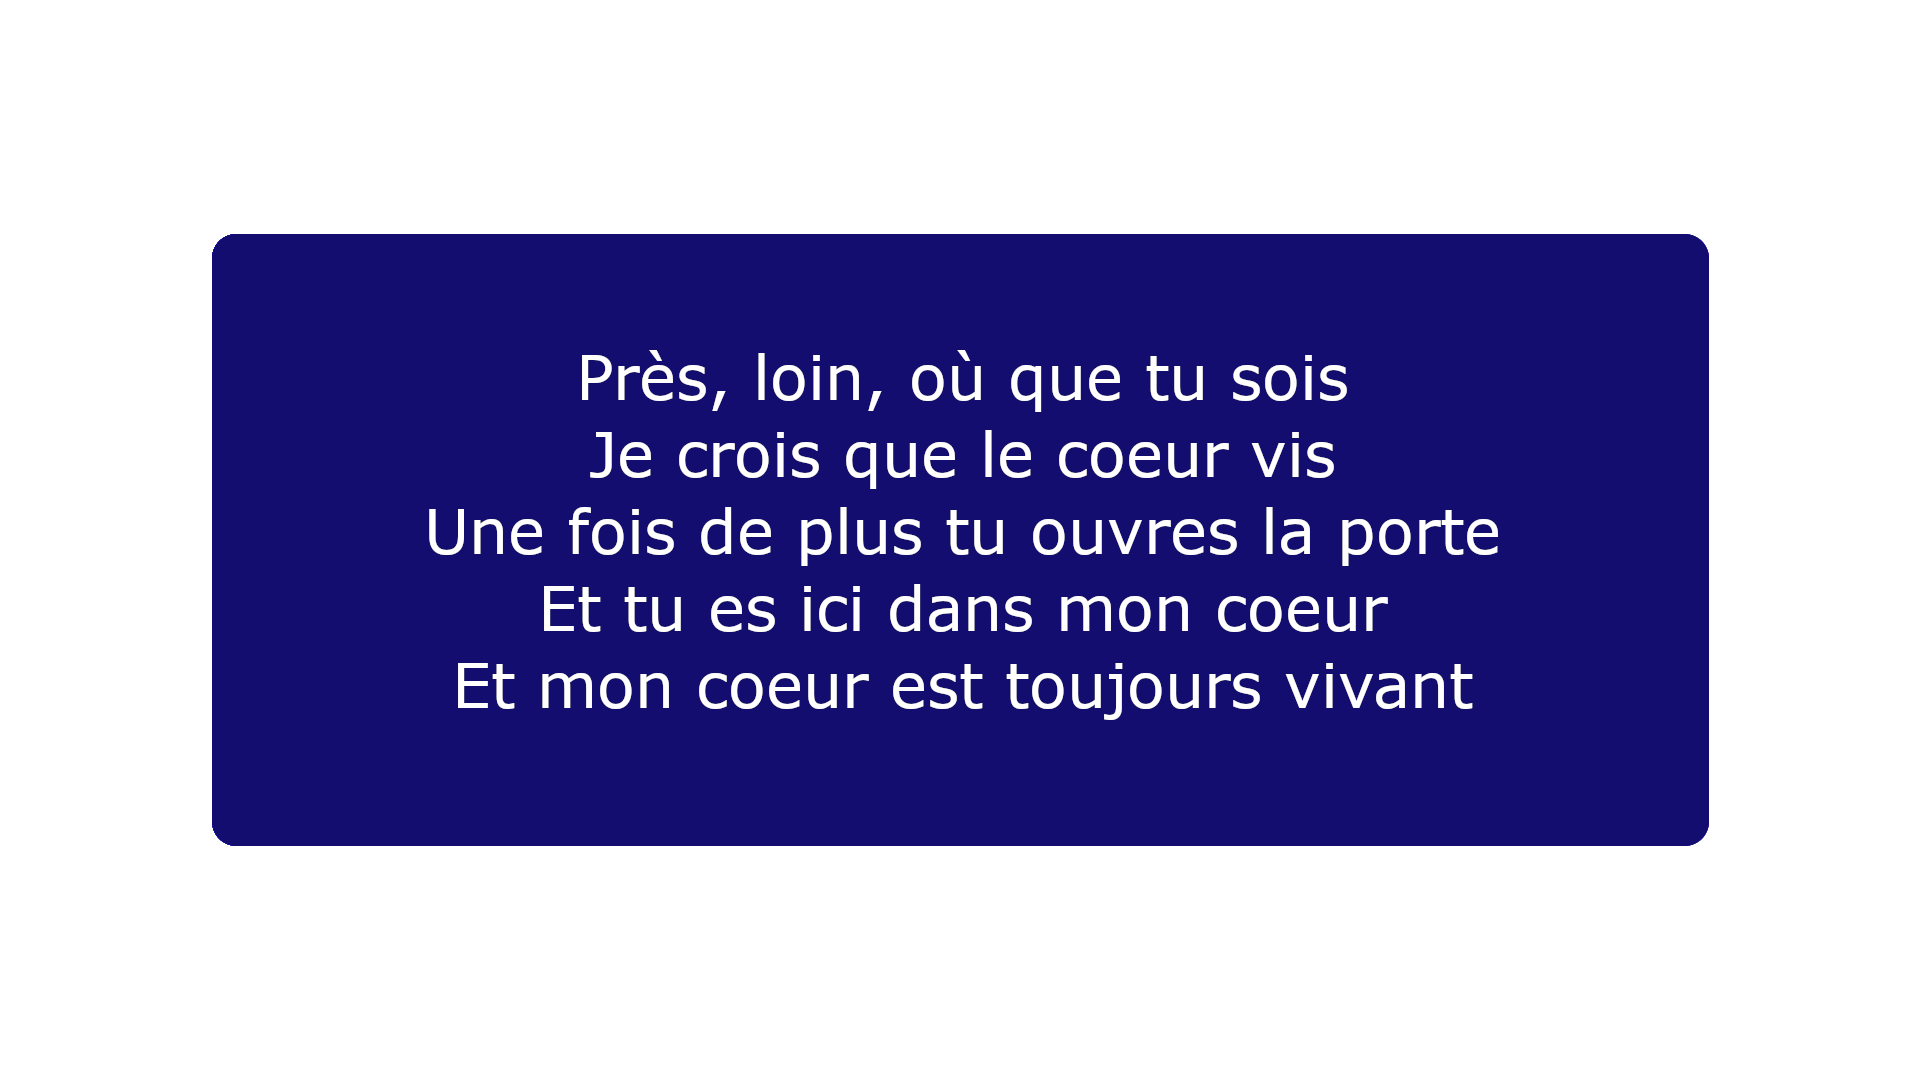 Près, loin, où que tu sois
Je crois que le coeur vis
Une fois de plus tu ouvres la porte
Et tu es ici dans mon coeur
Et mon coeur est toujours vivant